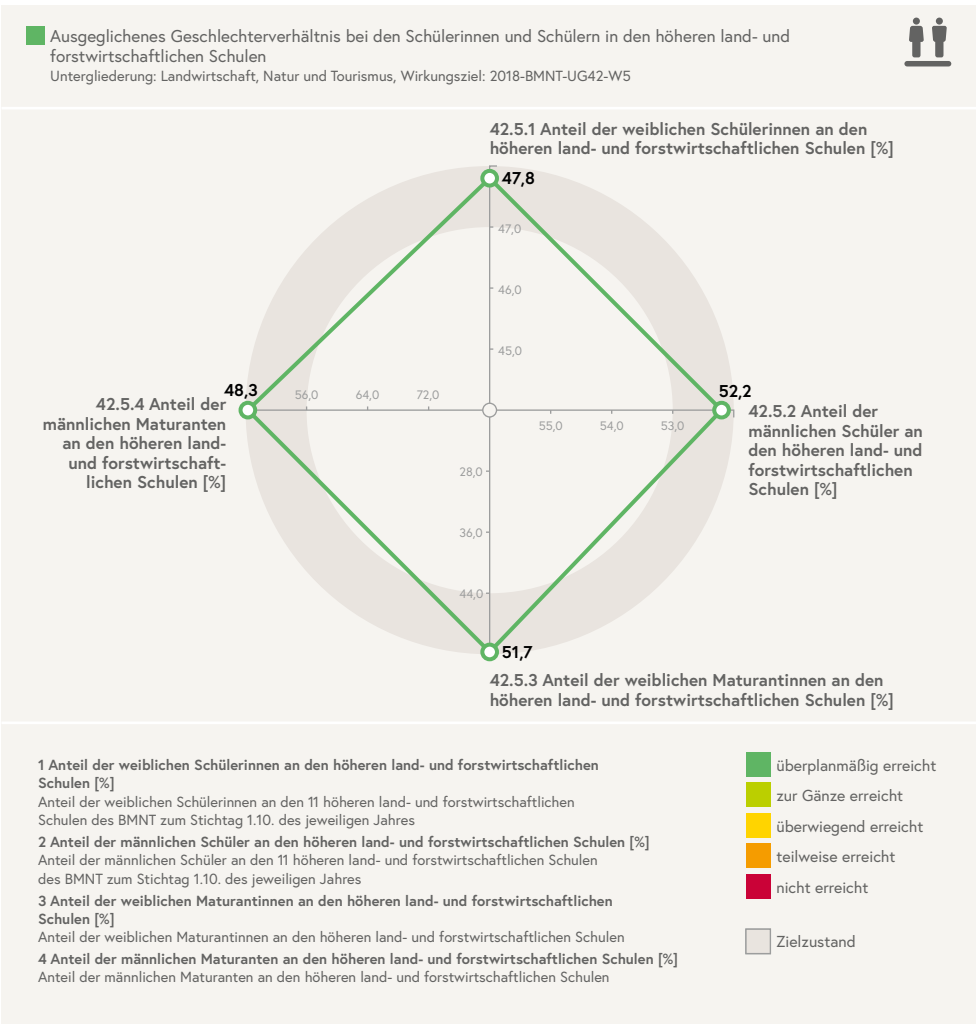 Ausgeglichenes Geschlechterverhältnis bei den Schülerinnen und Schülern in den höheren land- und
forstwirtschaftlichen Schulen
Untergliederung: Landwirtschaft, Natur und Tourismus, Wirkungsziel: 2018-BMNT-UG42-W5
42.5.1 Anteil der weiblichen Schülerinnen an den
höheren land- und forstwirtschaftlichen Schulen [%]
47,8
47,0
46,0
45,0
48,3
56,0
64,0
72,0
42.5.4 Anteil der
männlichen Maturanten
an den höheren land-
und forstwirtschaft-
lichen Schulen [%]
52,2
55,0
54,0
53,0
42.5.2 Anteil der
männlichen Schüler an
den höheren land- und
forstwirtschaftlichen
Schulen [%]
28,0
36,0
44,0
51,7
42.5.3 Anteil der weiblichen Maturantinnen an den
höheren land- und forstwirtschaftlichen Schulen [%]
1 Anteil der weiblichen Schülerinnen an den höheren land- und forstwirtschaftlichen
Schulen [%]
Anteil der weiblichen Schülerinnen an den 11 höheren land- und forstwirtschaftlichen
Schulen des BMNT zum Stichtag 1.10. des jeweiligen Jahres
2 Anteil der männlichen Schüler an den höheren land- und forstwirtschaftlichen Schulen [%]
Anteil der männlichen Schüler an den 11 höheren land- und forstwirtschaftlichen Schulen
des BMNT zum Stichtag 1.10. des jeweiligen Jahres
3 Anteil der weiblichen Maturantinnen an den höheren land- und forstwirtschaftlichen
Schulen [%]
Anteil der weiblichen Maturantinnen an den höheren land- und forstwirtschaftlichen Schulen
4 Anteil der männlichen Maturanten an den höheren land- und forstwirtschaftlichen Schulen [%]
Anteil der männlichen Maturanten an den höheren land- und forstwirtschaftlichen Schulen
überplanmäßig erreicht
zur Gänze erreicht
überwiegend erreicht
teilweise erreicht
nicht erreicht
Zielzustand